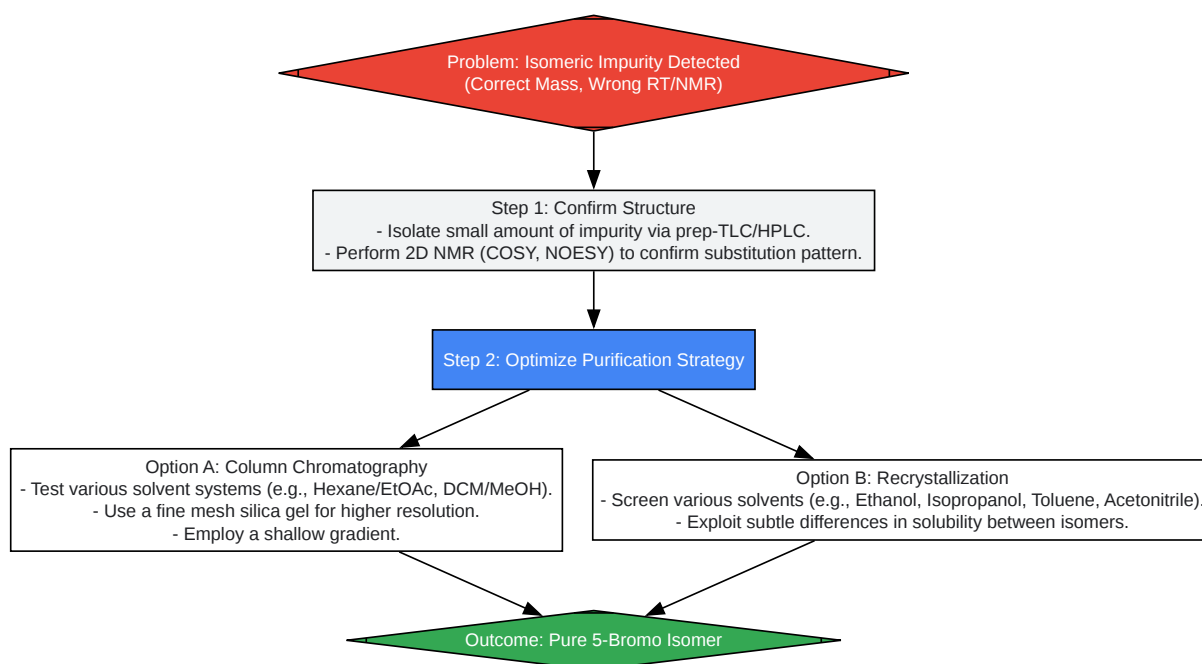 Problem: Isomeric Impurity Detected
(Correct Mass, Wrong RT/NMR)
Step 1: Confirm Structure
- Isolate small amount of impurity via prep-TLC/HPLC.
- Perform 2D NMR (COSY, NOESY) to confirm substitution pattern.
Step 2: Optimize Purification Strategy
Option A: Column Chromatography
- Test various solvent systems (e.g., Hexane/EtOAc, DCM/MeOH).
- Use a fine mesh silica gel for higher resolution.
- Employ a shallow gradient.
Option B: Recrystallization
- Screen various solvents (e.g., Ethanol, Isopropanol, Toluene, Acetonitrile).
- Exploit subtle differences in solubility between isomers.
Outcome: Pure 5-Bromo Isomer